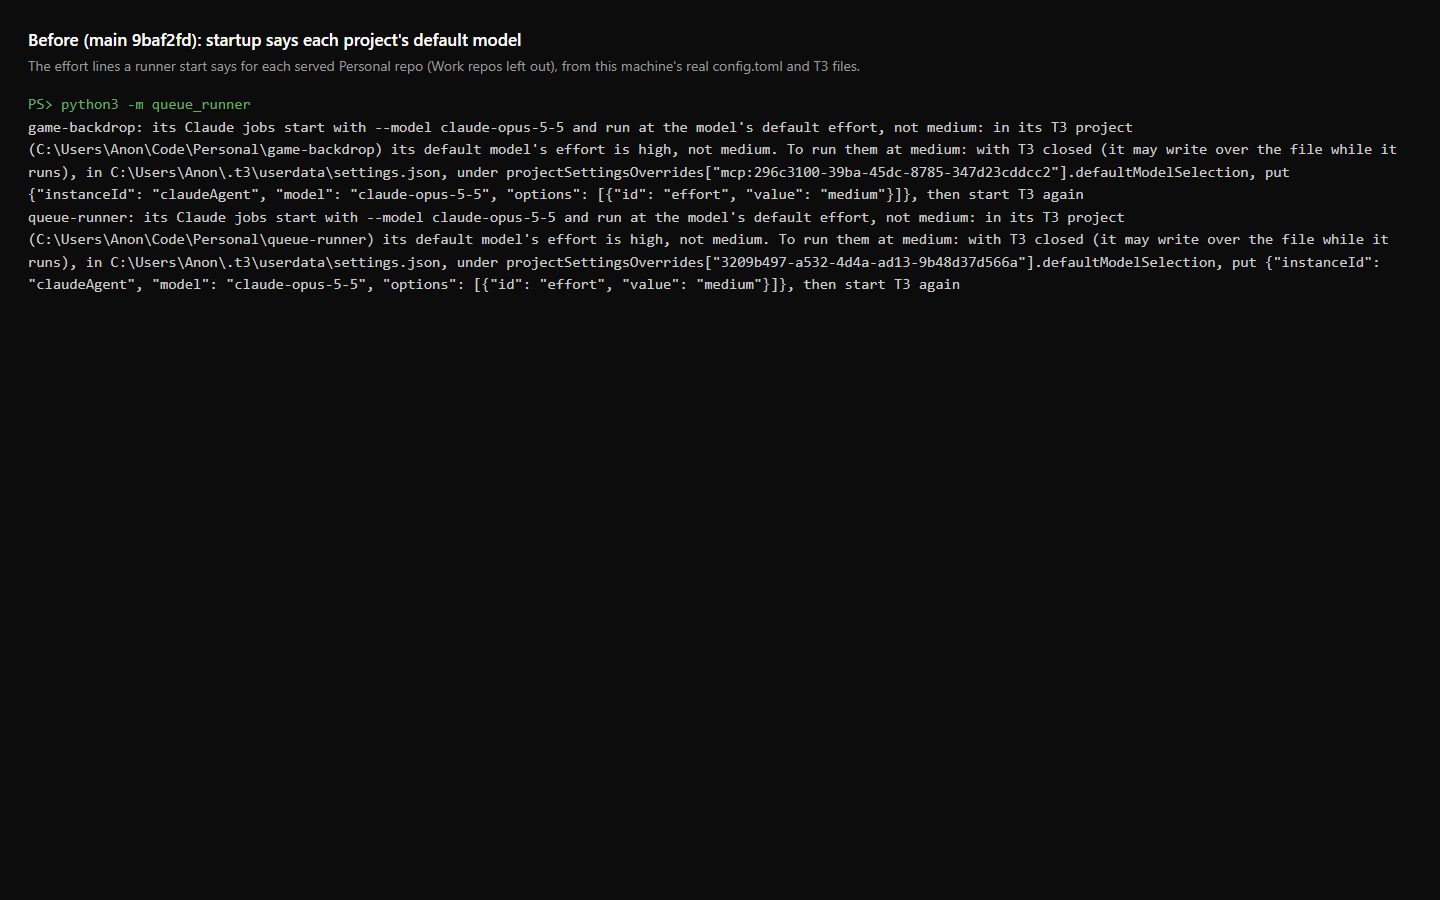 Before (main 9baf2fd): startup says each project's default model
The effort lines a runner start says for each served Personal repo (Work repos left out), from this machine's real config.toml and T3 files.
PS> python3 -m queue_runner
game-backdrop: its Claude jobs start with --model claude-opus-5-5 and run at the model's default effort, not medium: in its T3 project
(C:\Users\Anon\Code\Personal\game-backdrop) its default model's effort is high, not medium. To run them at medium: with T3 closed (it may write over the file while it
runs), in C:\Users\Anon\.t3\userdata\settings.json, under projectSettingsOverrides["mcp:296c3100-39ba-45dc-8785-347d23cddcc2"].defaultModelSelection, put
{"instanceId": "claudeAgent", "model": "claude-opus-5-5", "options": [{"id": "effort", "value": "medium"}]}, then start T3 again
queue-runner: its Claude jobs start with --model claude-opus-5-5 and run at the model's default effort, not medium: in its T3 project
(C:\Users\Anon\Code\Personal\queue-runner) its default model's effort is high, not medium. To run them at medium: with T3 closed (it may write over the file while it
runs), in C:\Users\Anon\.t3\userdata\settings.json, under projectSettingsOverrides["3209b497-a532-4d4a-ad13-9b48d37d566a"].defaultModelSelection, put {"instanceId":
"claudeAgent", "model": "claude-opus-5-5", "options": [{"id": "effort", "value": "medium"}]}, then start T3 again